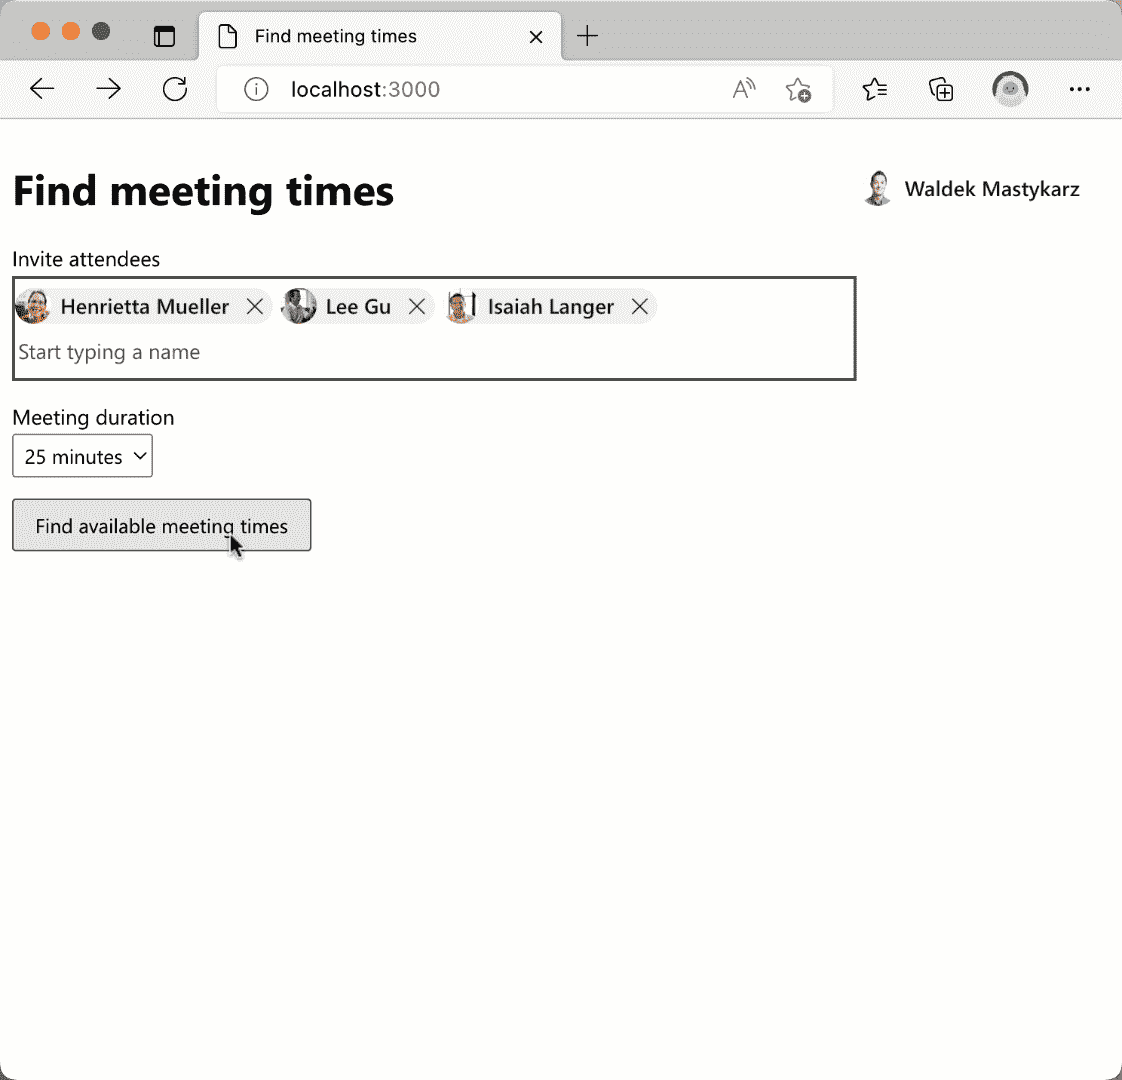 Find meeting times
localhost:3000
Find meeting times
Waldek Mastykarz
Invite attendees
Henrietta Mueller
Lee Gu
Isaiah Langer
Start typing a name
Meeting duration
25 minutes
Find available meeting times